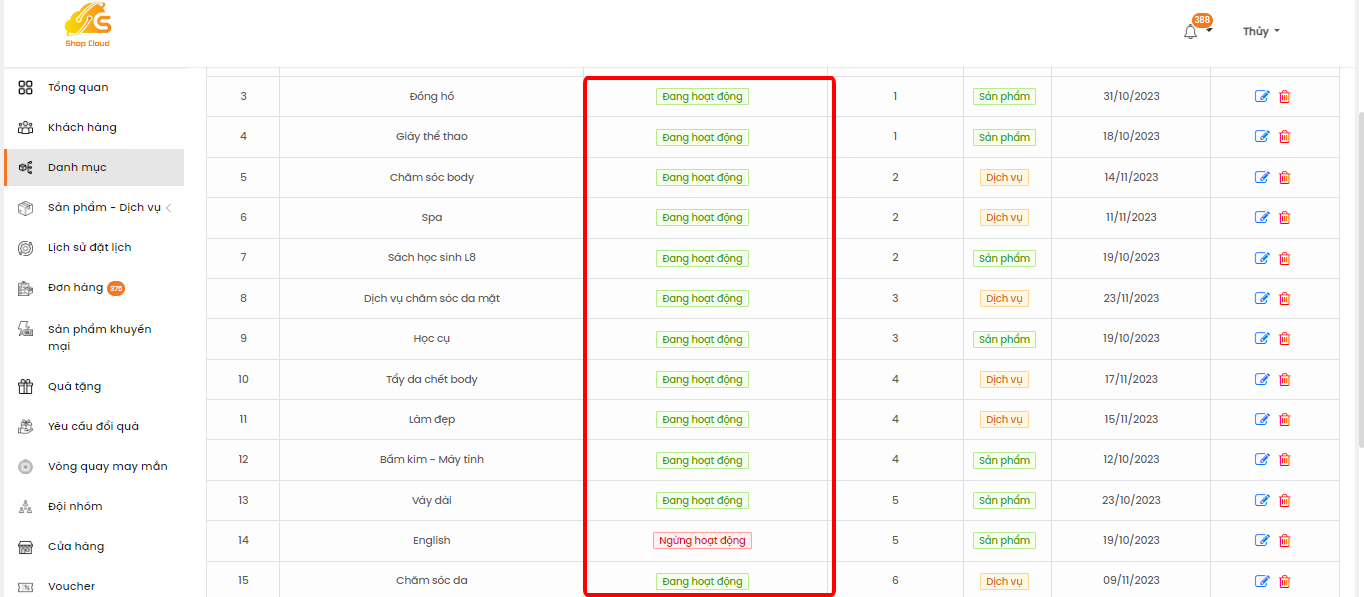 Shop Cloud
388
Thủy
Tổng quan
Khách hàng
Danh mục
Sản phẩm - Dịch vụ
Lịch sử đặt lịch
Đơn hàng 376
Sản phẩm khuyến
mại
Quà tặng
Yêu cầu đổi quà
Vòng quay may mắn
Đội nhóm
Cửa hàng
Voucher
3 Đồng hồ Đang hoạt động 1 Sản phẩm 31/10/2023
4 Giày thể thao Đang hoạt động 1 Sản phẩm 18/10/2023
5 Chăm sóc body Đang hoạt động 2 Dịch vụ 14/11/2023
6 Spa Đang hoạt động 2 Dịch vụ 11/11/2023
7 Sách học sinh L8 Đang hoạt động 2 Sản phẩm 19/10/2023
8 Dịch vụ chăm sóc da mặt Đang hoạt động 3 Dịch vụ 23/11/2023
9 Học cụ Đang hoạt động 3 Sản phẩm 19/10/2023
10 Tẩy da chết body Đang hoạt động 4 Dịch vụ 17/11/2023
11 Làm đẹp Đang hoạt động 4 Dịch vụ 15/11/2023
12 Bấm kim - Máy tính Đang hoạt động 4 Sản phẩm 12/10/2023
13 Váy dài Đang hoạt động 5 Sản phẩm 23/10/2023
14 English Ngừng hoạt động 5 Sản phẩm 19/10/2023
15 Chăm sóc da Đang hoạt động 6 Dịch vụ 09/11/2023